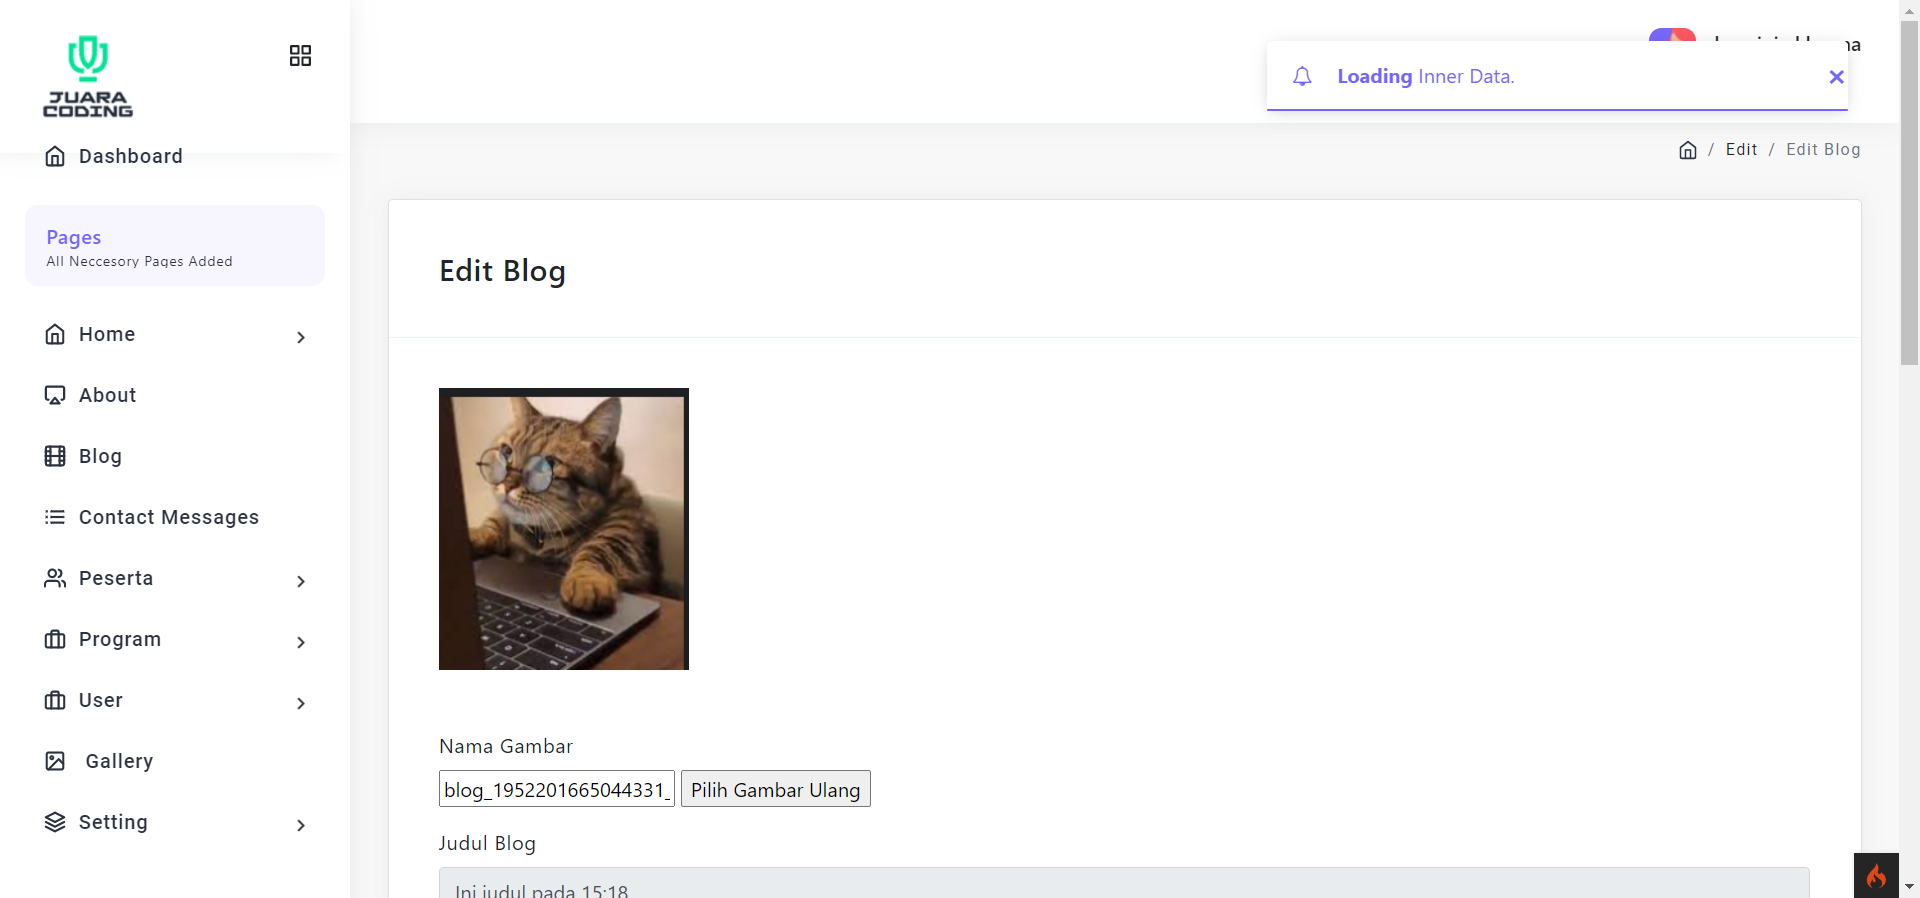 JUARA
CODING
Dashboard
Pages
All Neccesory Pages Added
Home
About
Blog
Contact Messages
Peserta
Program
User
Gallery
Setting
Loading Inner Data.
/ Edit / Edit Blog
Edit Blog
Nama Gambar
blog_1952201665044331_
Pilih Gambar Ulang
Judul Blog
Ini judul pada 15:18